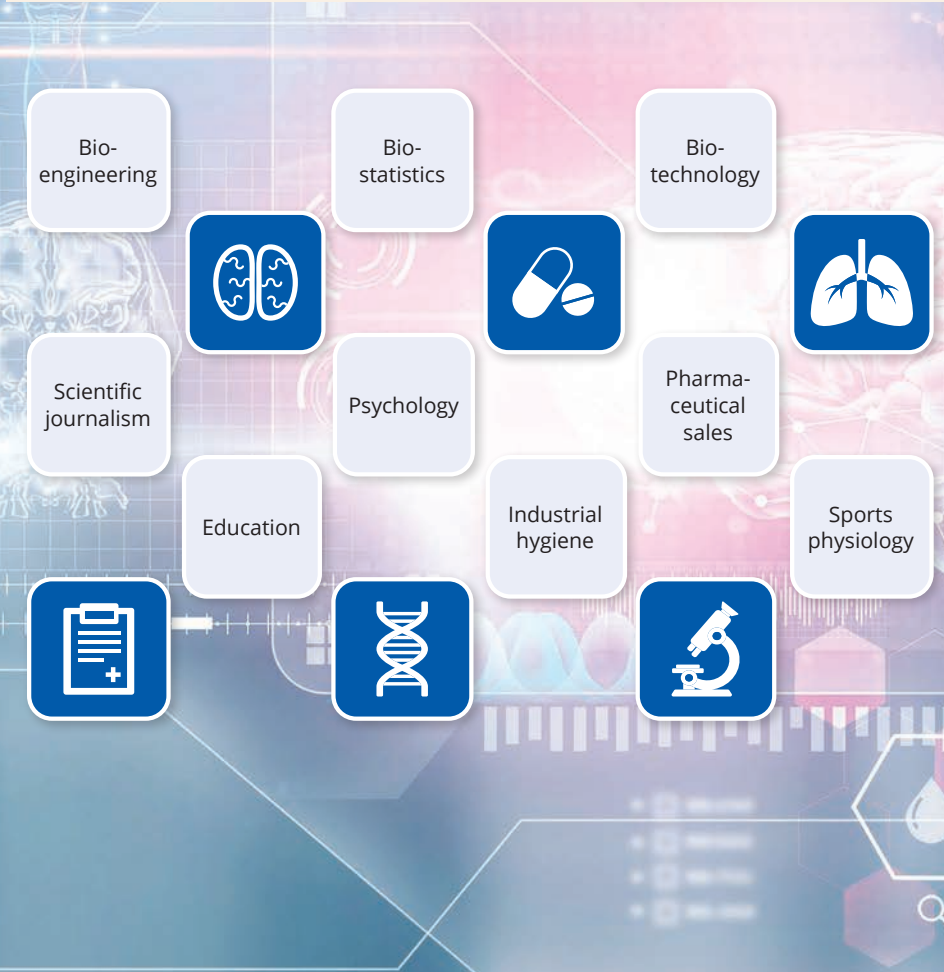 Bio-
engineering
Bio-
statistics
Bio-
technology
Scientific
journalism
Psychology
Pharma-
ceutical
sales
Education
Industrial
hygiene
Sports
physiology